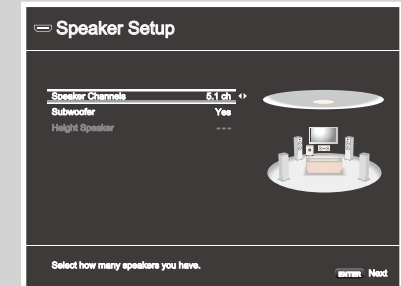 Speaker Setup
Speaker Channels 5.1 ch
Subwoofer Yes
Height Speaker ---
Select how many speakers you have.
ENTER Next